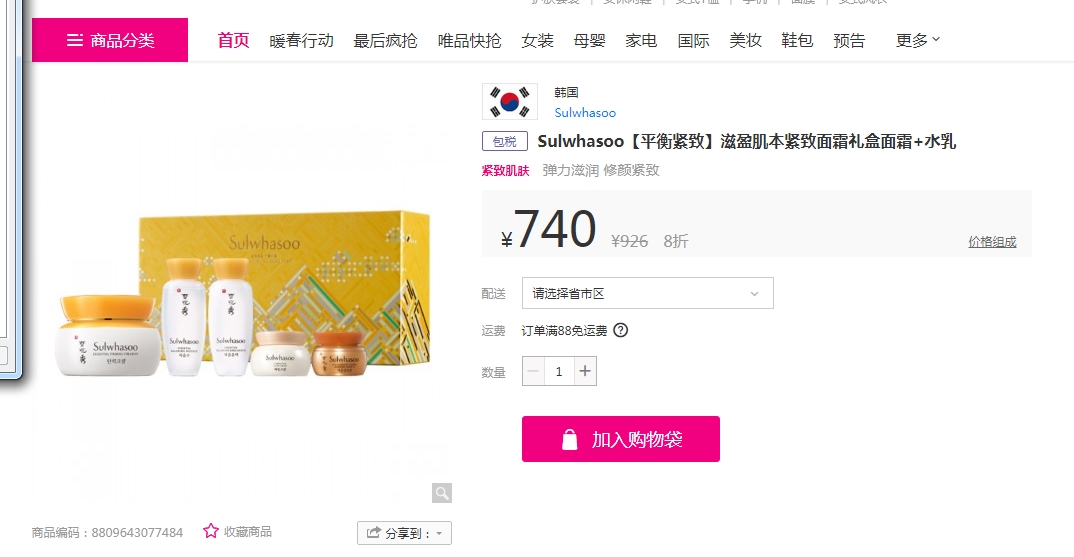 商品分类
首页 暖春行动 最后疯抢 唯品快抢 女装 母婴 家电 国际 美妆 鞋包 预告 更多
韩国
Sulwhasoo
包税 Sulwhasoo【平衡紧致】滋盈肌本紧致面霜礼盒面霜+水乳
紧致肌肤 弹力滋润 修颜紧致
¥740 ¥926 8折 价格组成
配送 请选择省市区
运费 订单满88免运费 ?
数量 － 1 +
加入购物袋
Sulwhasoo
Sulwhasoo
Sulwhasoo
Sulwhasoo
Sulwhasoo
Sulwhasoo
商品编码：8809643077484 收藏商品 分享到：